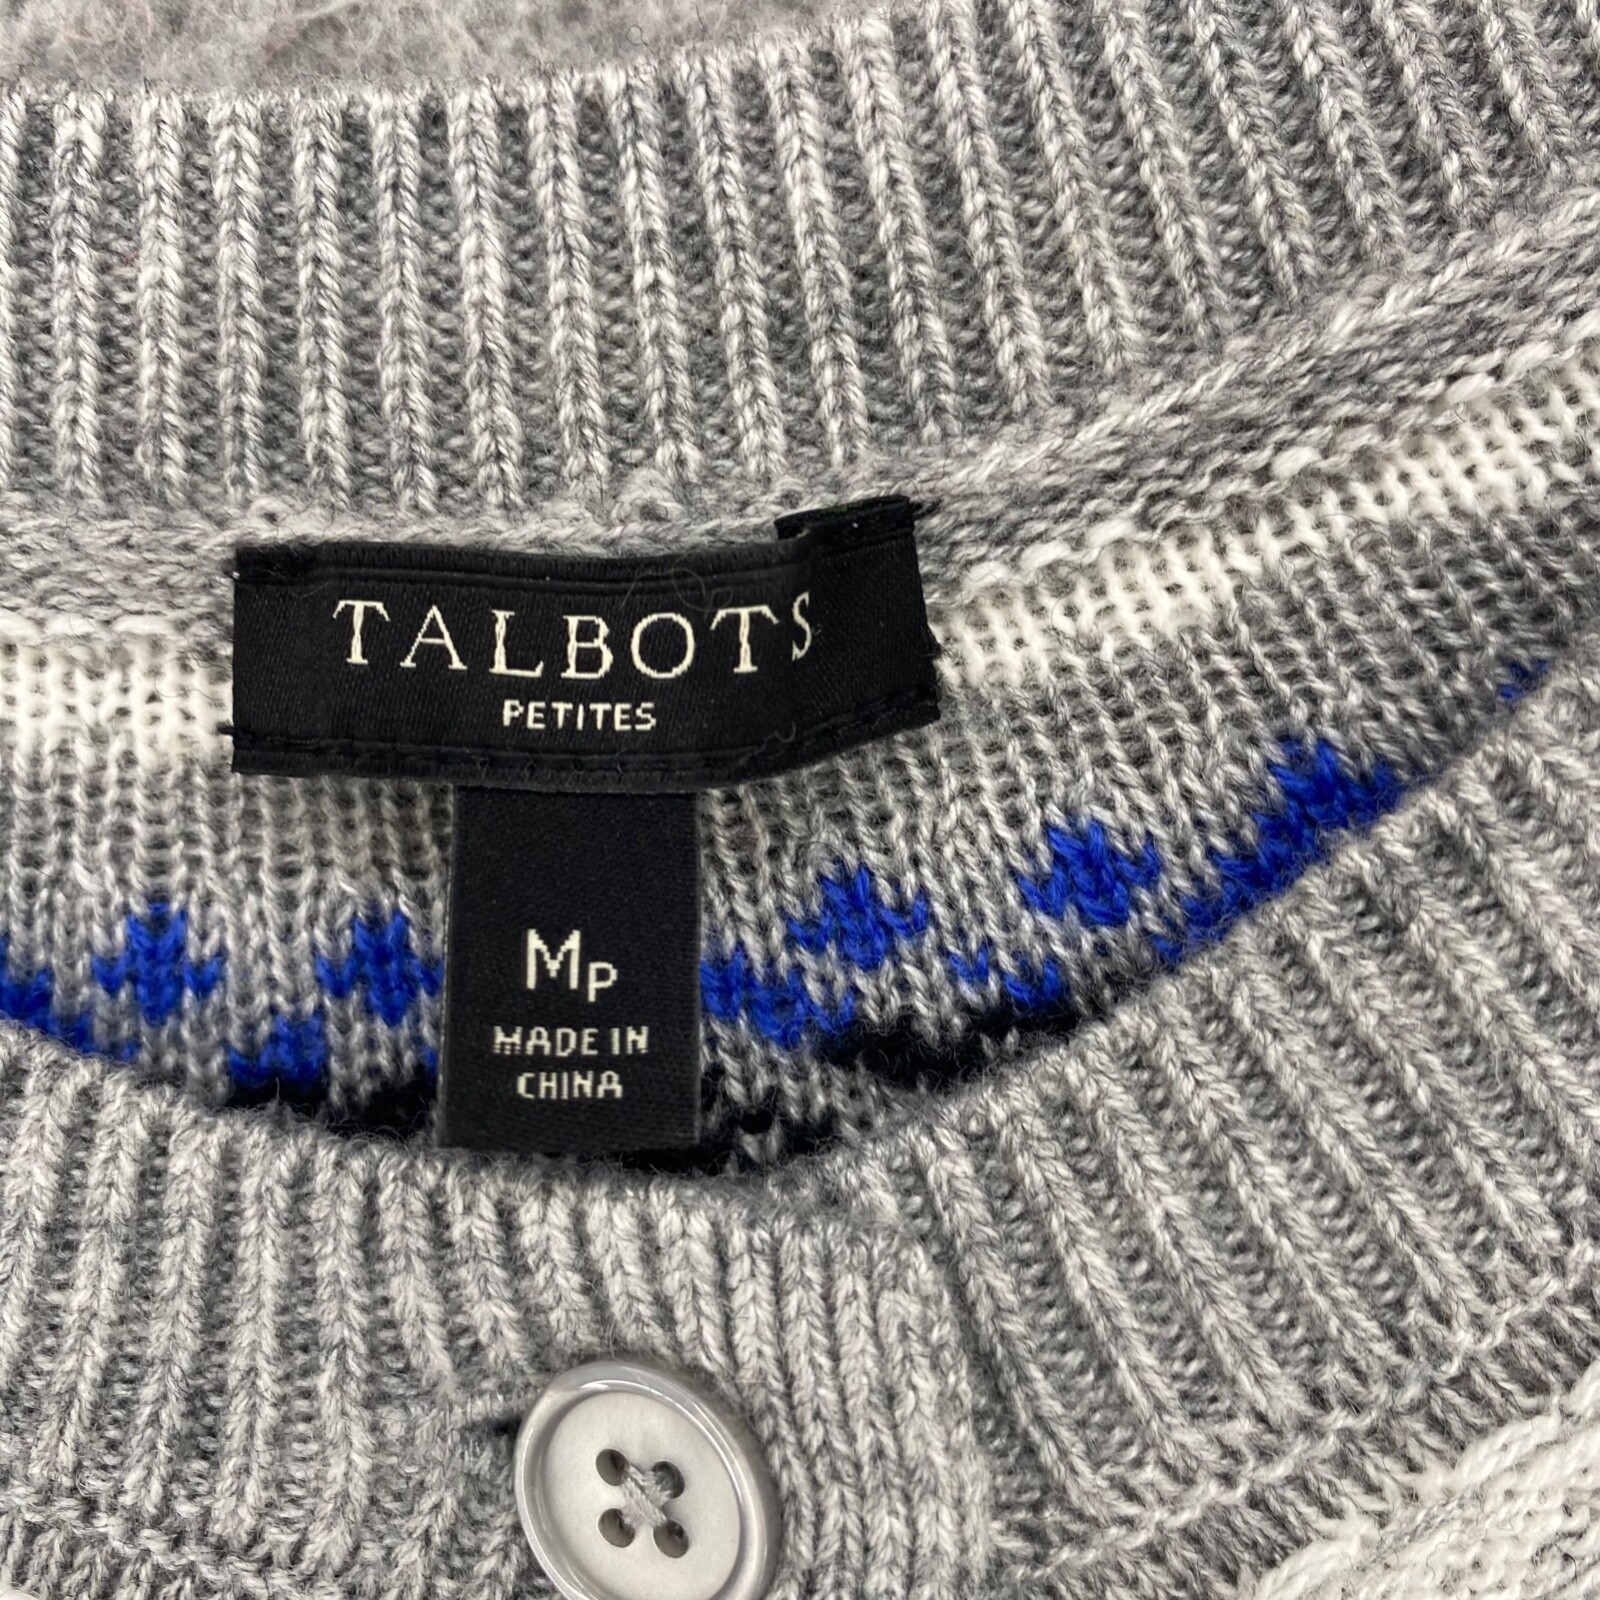 TALBOTS
PETITES
MP
MADE IN
CHINA